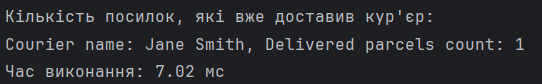 Кількість посилок, які вже доставив кур'єр:
Courier name: Jane Smith, Delivered parcels count: 1
Час виконання: 7.02 мс